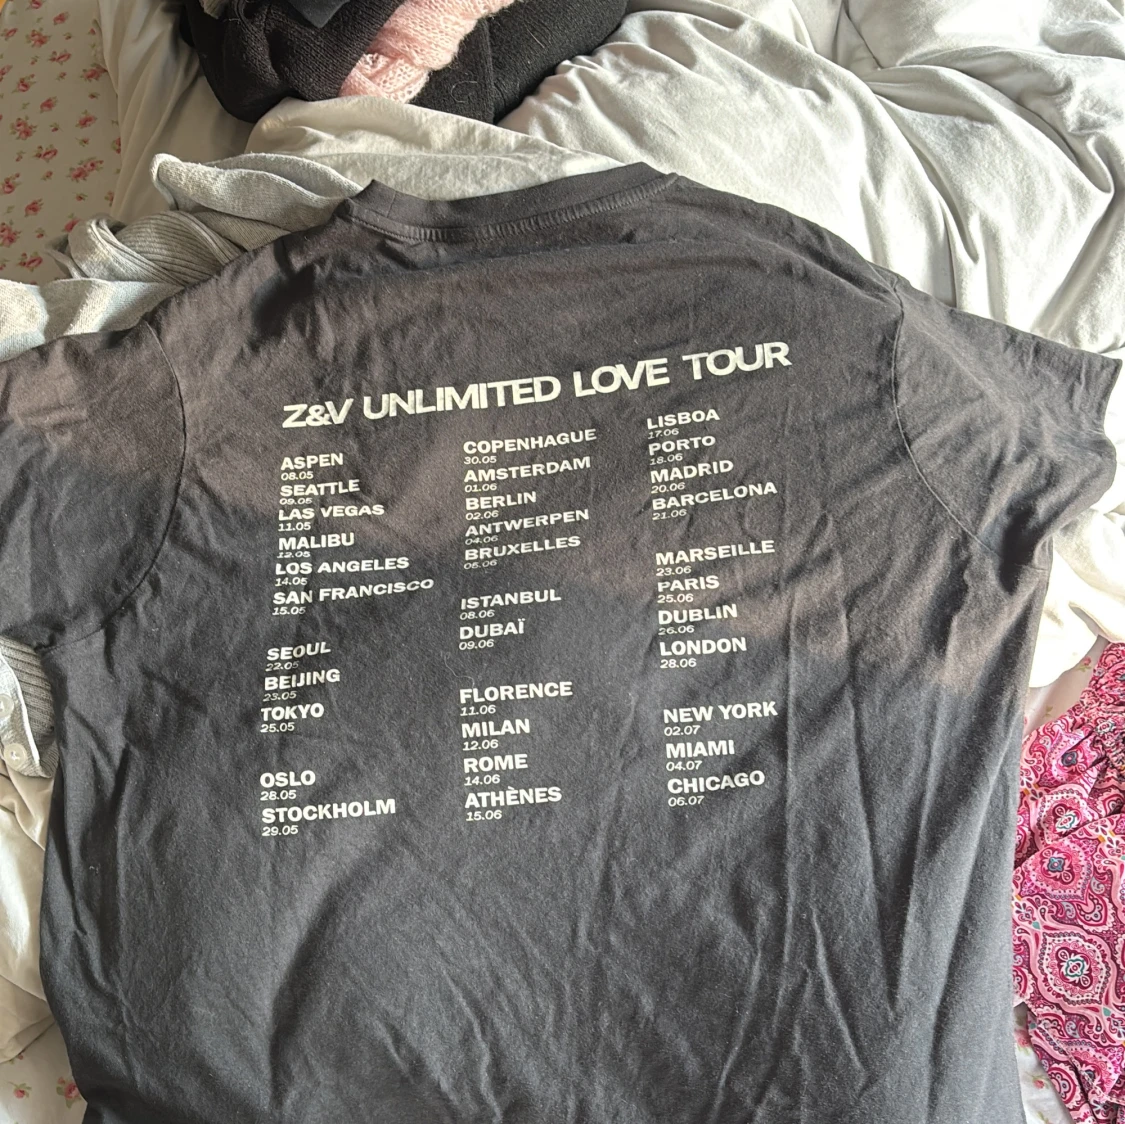 Z&V UNLIMITED LOVE TOUR
ASPEN
08.05
SEATTLE
09.05
LAS VEGAS
11.05
MALIBU
12.05
LOS ANGELES
14.05
SAN FRANCISCO
15.05
SEOUL
22.05
BEIJING
23.05
TOKYO
25.05
OSLO
28.05
STOCKHOLM
29.05
COPENHAGUE
30.05
AMSTERDAM
01.06
BERLIN
02.06
ANTWERPEN
04.06
BRUXELLES
05.06
ISTANBUL
08.06
DUBAÏ
09.06
FLORENCE
11.06
MILAN
12.06
ROME
14.06
ATHÈNES
15.06
LISBOA
17.06
PORTO
18.06
MADRID
20.06
BARCELONA
21.06
MARSEILLE
23.06
PARIS
25.06
DUBLIN
26.06
LONDON
28.06
NEW YORK
02.07
MIAMI
04.07
CHICAGO
06.07